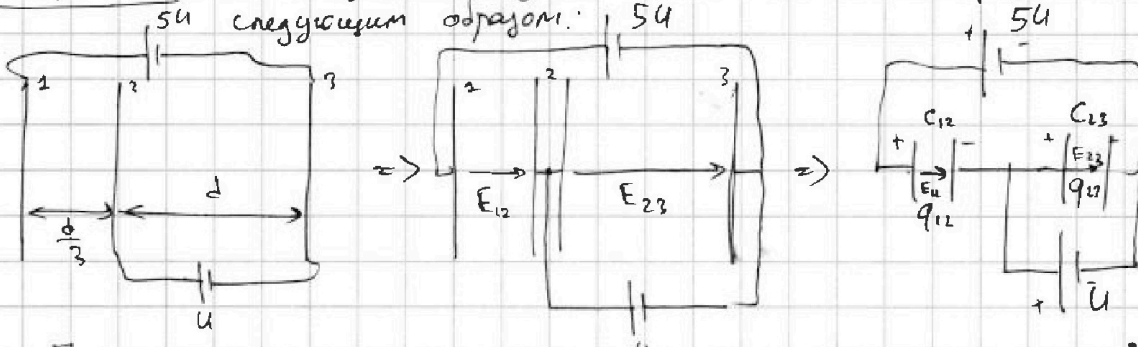 5U следующим образом: 5U 5U
+ -
1 2 3 2 2 3
C12 C23
+ - + -
=> =>
d E12 E23 E12 E23
d/3 q12 q23
U + - U